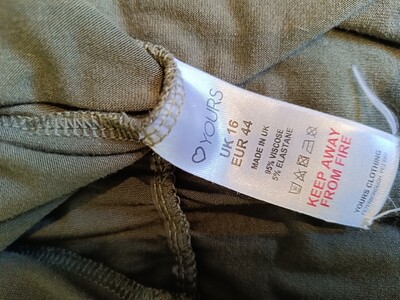 ♡ YOURS
UK 16
EUR 44
MADE IN UK
95% VISCOSE
5% ELASTANE
KEEP AWAY
FROM FIRE
YOURS CLOTHING